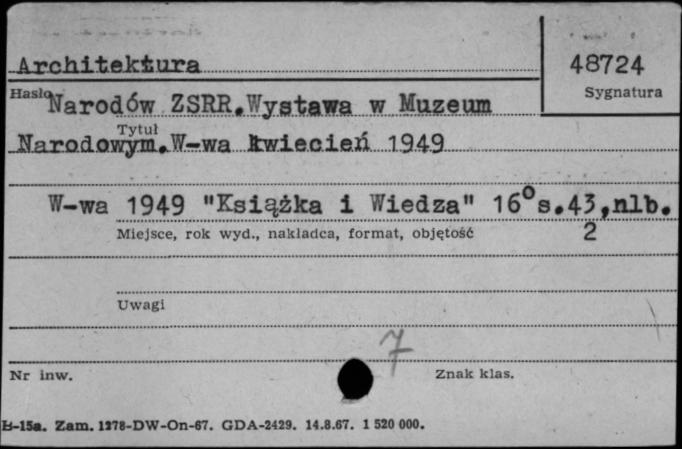 Architektura
48724
Hasło
Sygnatura
Narodów ZSRR.Wystawa w Muzeum
Tytuł
Narodowym.W-wa kwiecień 1949
W-wa 1949 "Książka i Wiedza" 16° s.43,nlb.
2
Miejsce, rok wyd., nakładca, format, objętość
Uwagi
7
Nr inw.
Znak klas.
B-15a. Zam. 1278-DW-On-67. GDA-2429. 14.8.67. 1 520 000.